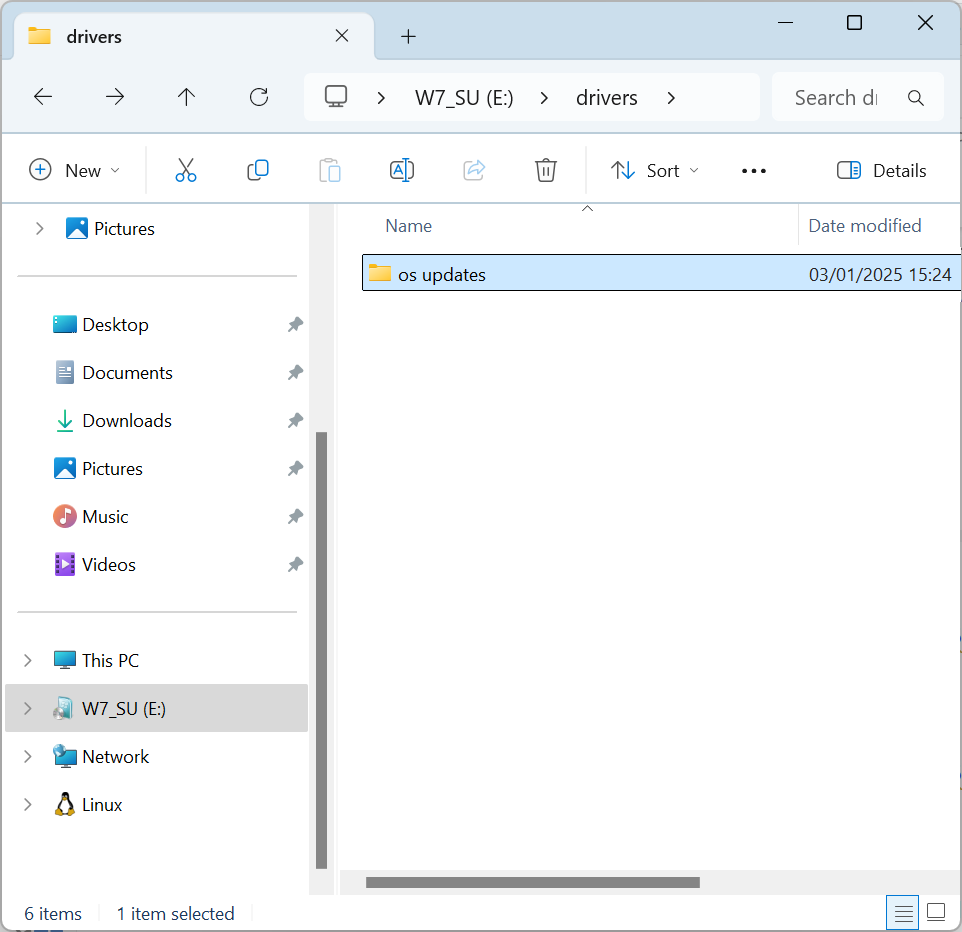 drivers
W7_SU (E:) drivers Search di
New Sort Details
Pictures
Name Date modified
os updates 03/01/2025 15:24
Desktop
Documents
Downloads
Pictures
Music
Videos
This PC
W7_SU (E:)
Network
Linux
6 items 1 item selected